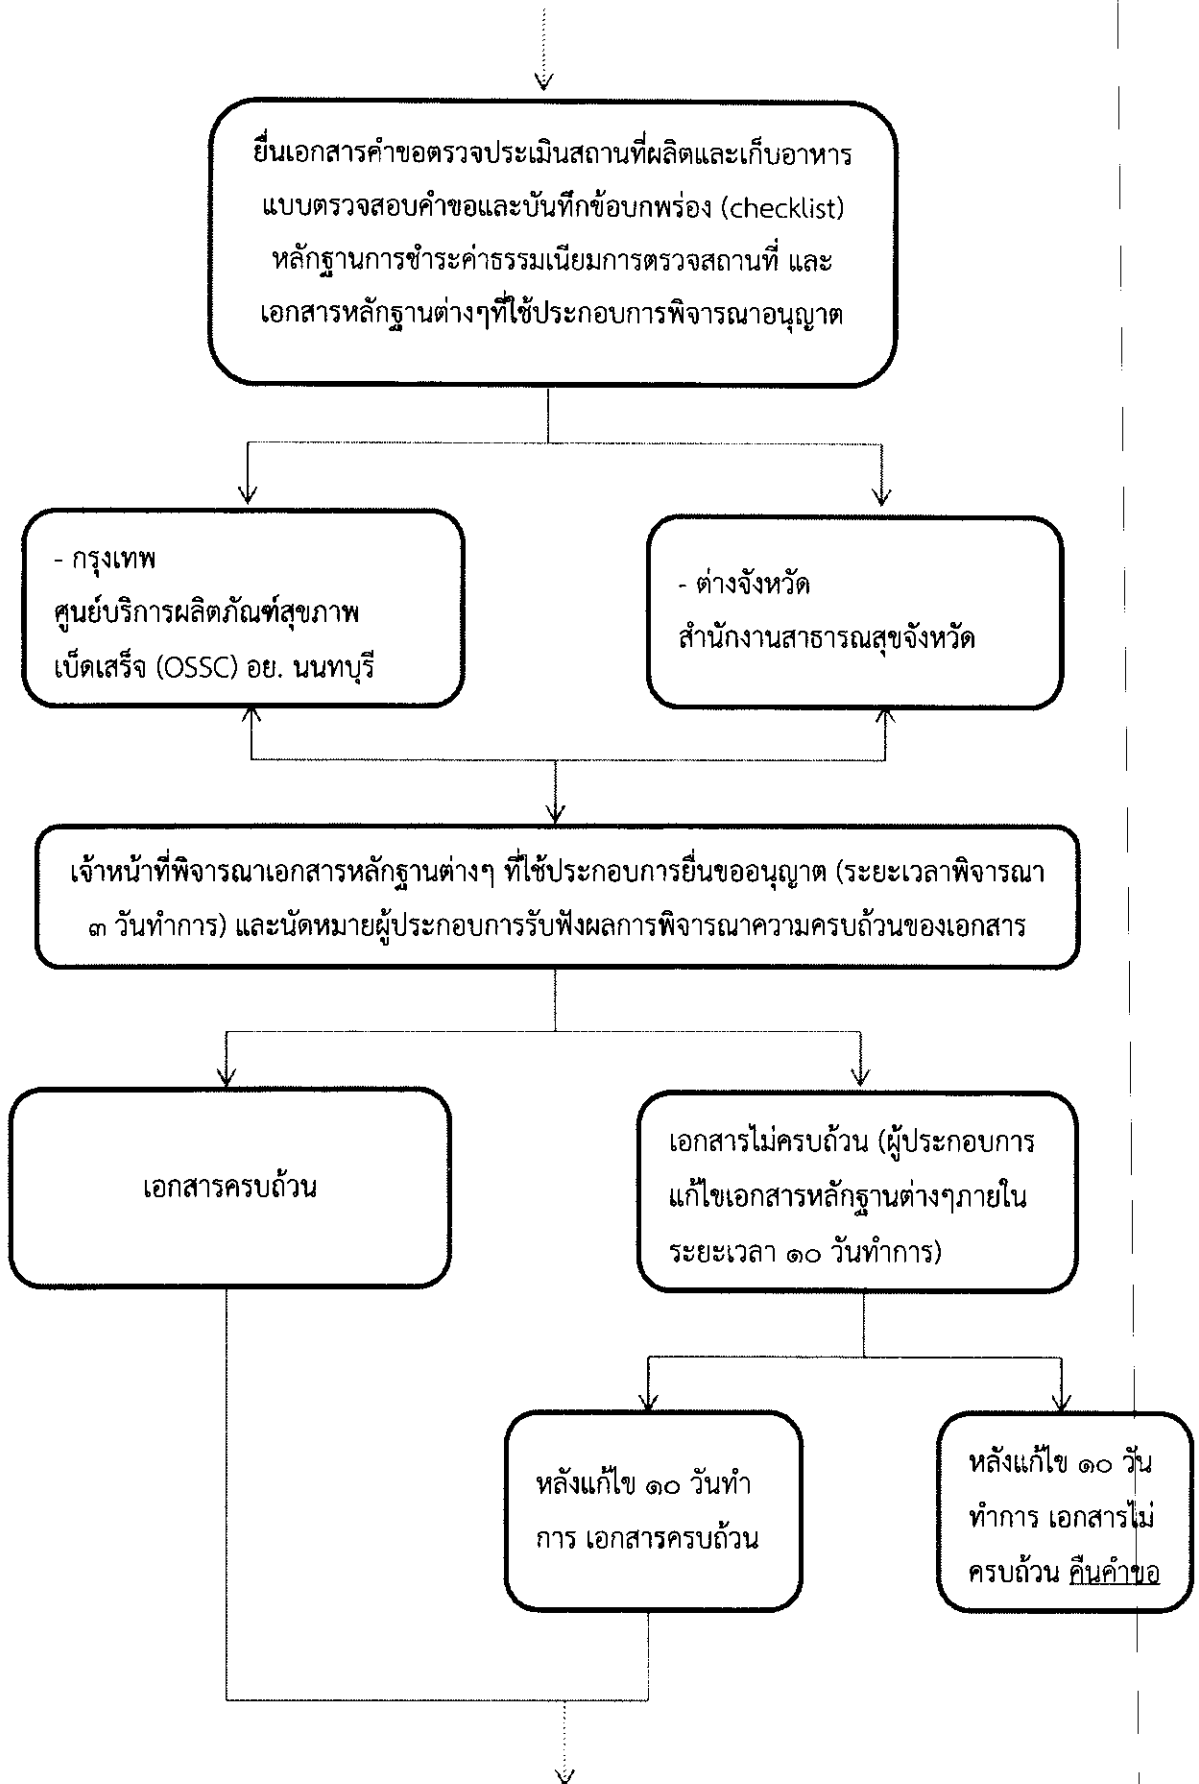 ยื่นเอกสารคำขอตรวจประเมินสถานที่ผลิตและเก็บอาหาร
แบบตรวจสอบคำขอและบันทึกข้อบกพร่อง (checklist)
หลักฐานการชำระค่าธรรมเนียมการตรวจสถานที่ และ
เอกสารหลักฐานต่างๆที่ใช้ประกอบการพิจารณาอนุญาต
- กรุงเทพ
ศูนย์บริการผลิตภัณฑ์สุขภาพ
เบ็ดเสร็จ (OSSC) อย. นนทบุรี
- ต่างจังหวัด
สำนักงานสาธารณสุขจังหวัด
เจ้าหน้าที่พิจารณาเอกสารหลักฐานต่างๆ ที่ใช้ประกอบการยื่นขออนุญาต (ระยะเวลาพิจารณา
๓ วันทำการ) และนัดหมายผู้ประกอบการรับฟังผลการพิจารณาความครบถ้วนของเอกสาร
เอกสารครบถ้วน
เอกสารไม่ครบถ้วน (ผู้ประกอบการ
แก้ไขเอกสารหลักฐานต่างๆภายใน
ระยะเวลา ๑๐ วันทำการ)
หลังแก้ไข ๑๐ วันทำ
การ เอกสารครบถ้วน
หลังแก้ไข ๑๐ วัน
ทำการ เอกสารไม่
ครบถ้วน คืนคำขอ